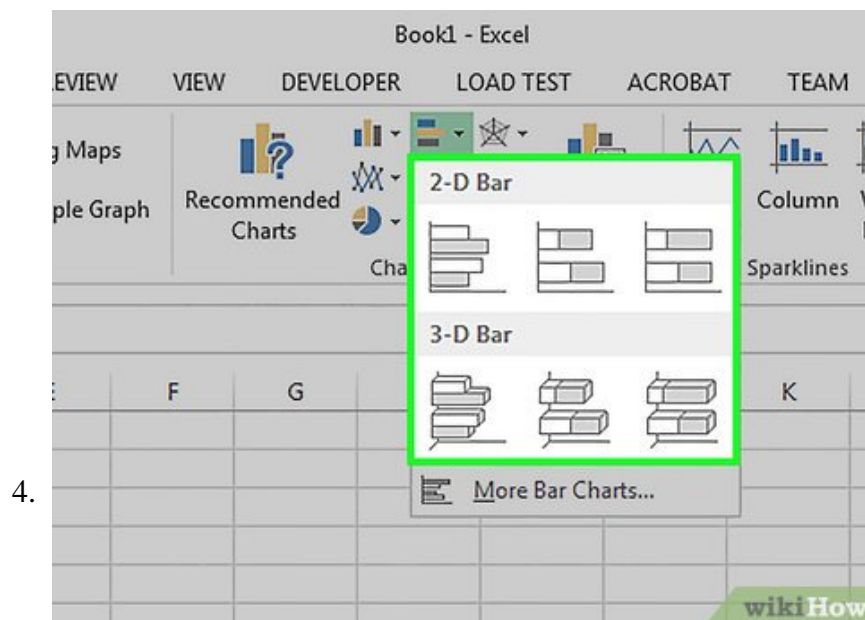 Book1 - Excel
EVIEW VIEW DEVELOPER LOAD TEST ACROBAT TEAM
Maps
ple Graph
Recommended
Charts
Cha
2-D Bar
3-D Bar
More Bar Charts...
Column
Sparklines
F G K
4.
wikiHow